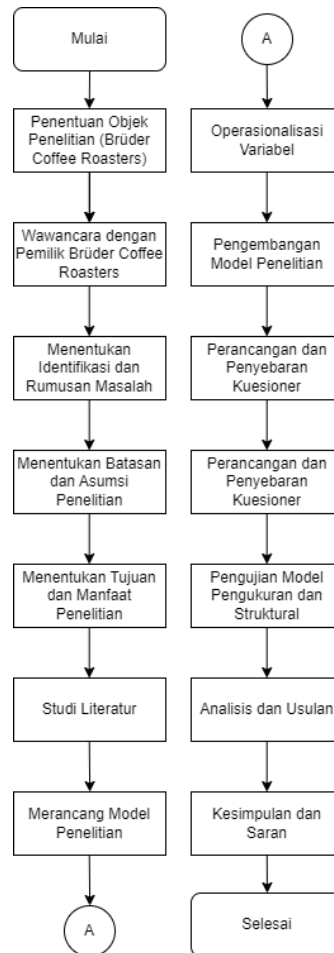 Mulai
Penentuan Objek
Penelitian (Brüder
Coffee Roasters)
Wawancara dengan
Pemilik Brüder Coffee
Roasters
Menentukan
Identifikasi dan
Rumusan Masalah
Menentukan Batasan
dan Asumsi
Penelitian
Menentukan Tujuan
dan Manfaat
Penelitian
Studi Literatur
Merancang Model
Penelitian
A
A
Operasionalisasi
Variabel
Pengembangan
Model Penelitian
Perancangan dan
Penyebaran
Kuesioner
Perancangan dan
Penyebaran
Kuesioner
Pengujian Model
Pengukuran dan
Struktural
Analisis dan Usulan
Kesimpulan dan
Saran
Selesai